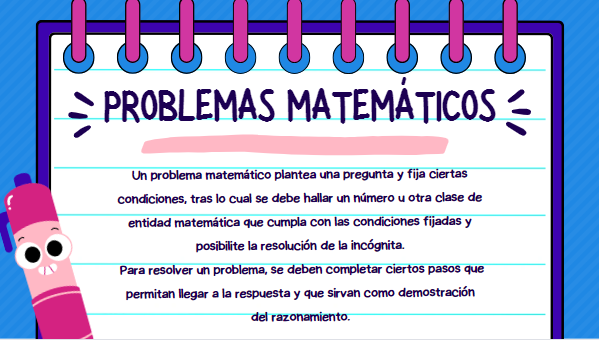 PROBLEMAS MATEMÁTICOS
Un problema matemático plantea una pregunta y fija ciertas
condiciones, tras lo cual se debe hallar un número u otra clase de
entidad matemática que cumpla con las condiciones fijadas y
posibilite la resolución de la incógnita.
Para resolver un problema, se deben completar ciertos pasos que
permitan llegar a la respuesta y que sirvan como demostración
del razonamiento.